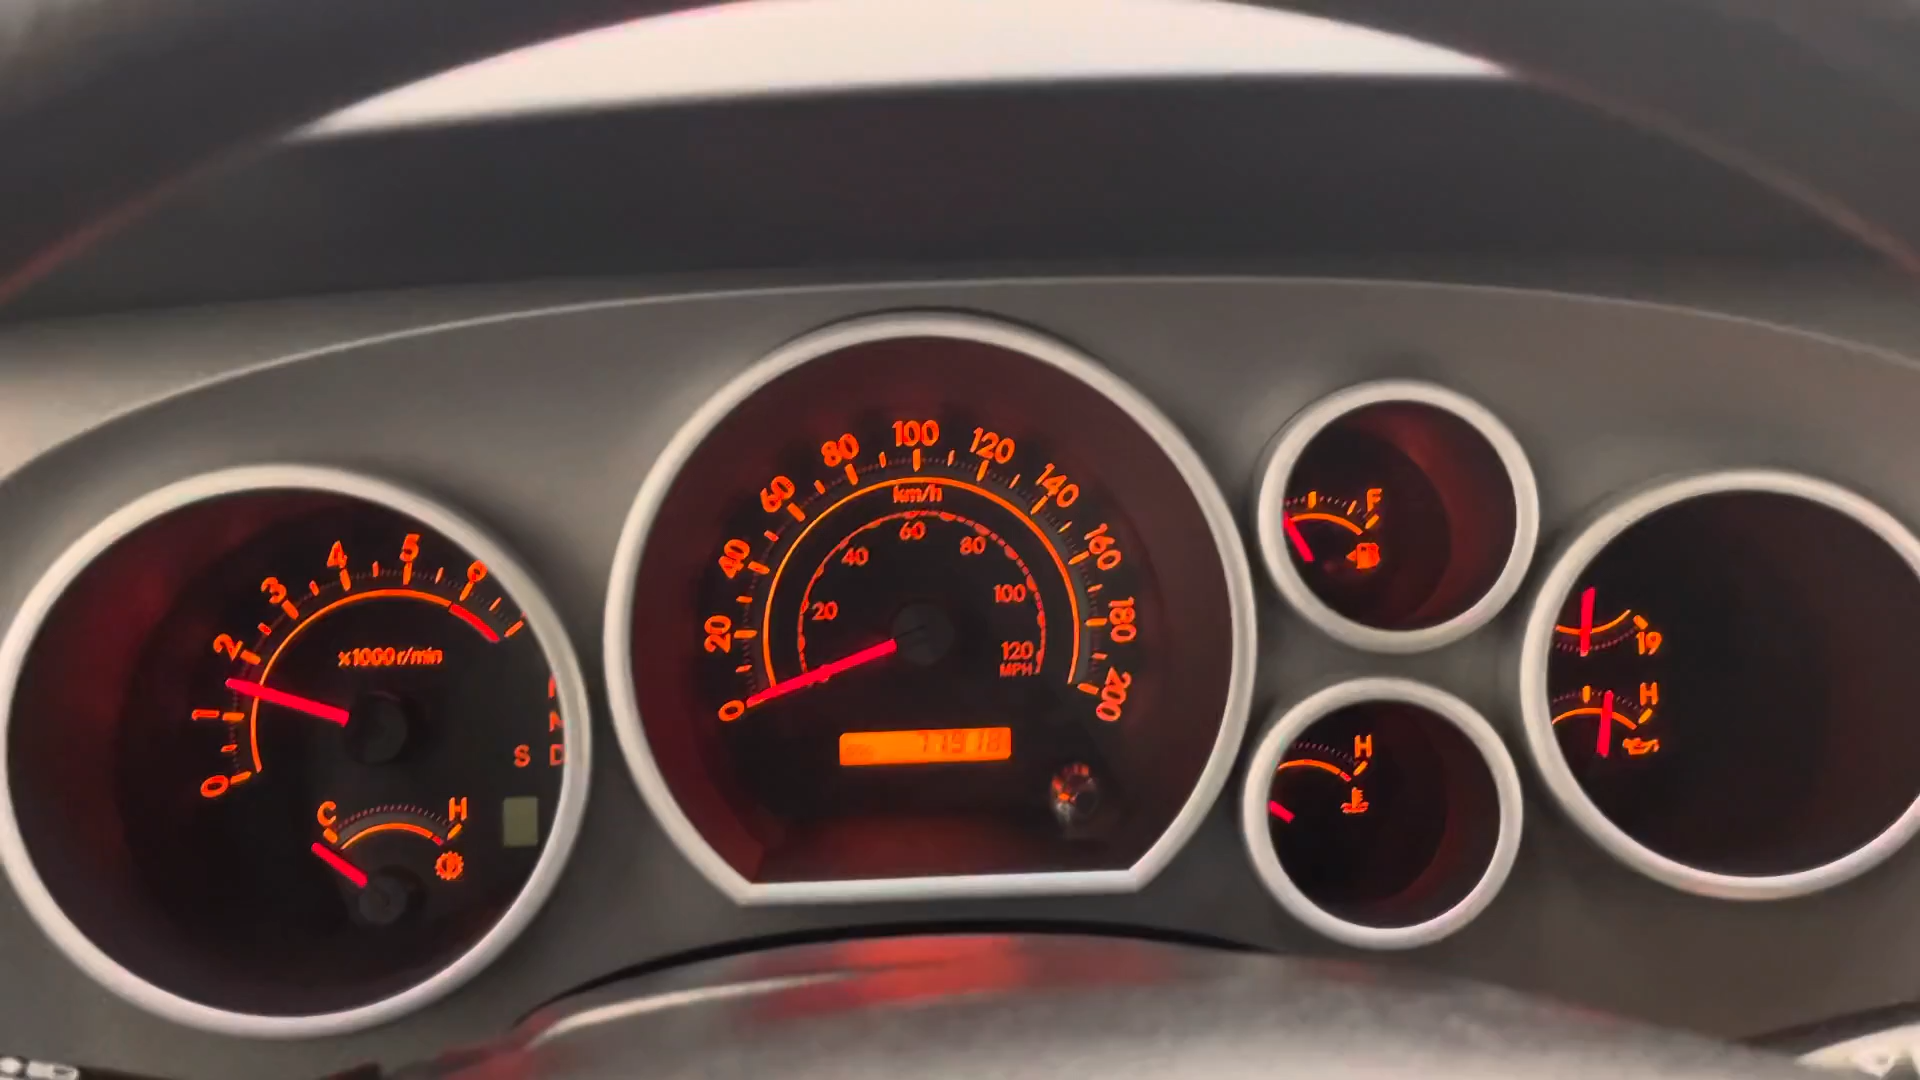 0 1 2 3 4 5 6
x1000r/min
S D
N
C H
0 20 40 60 80 100 120 140 160 180 200
km/h
20 40 60 80 100 120
MPH
77978
F
H
19
H